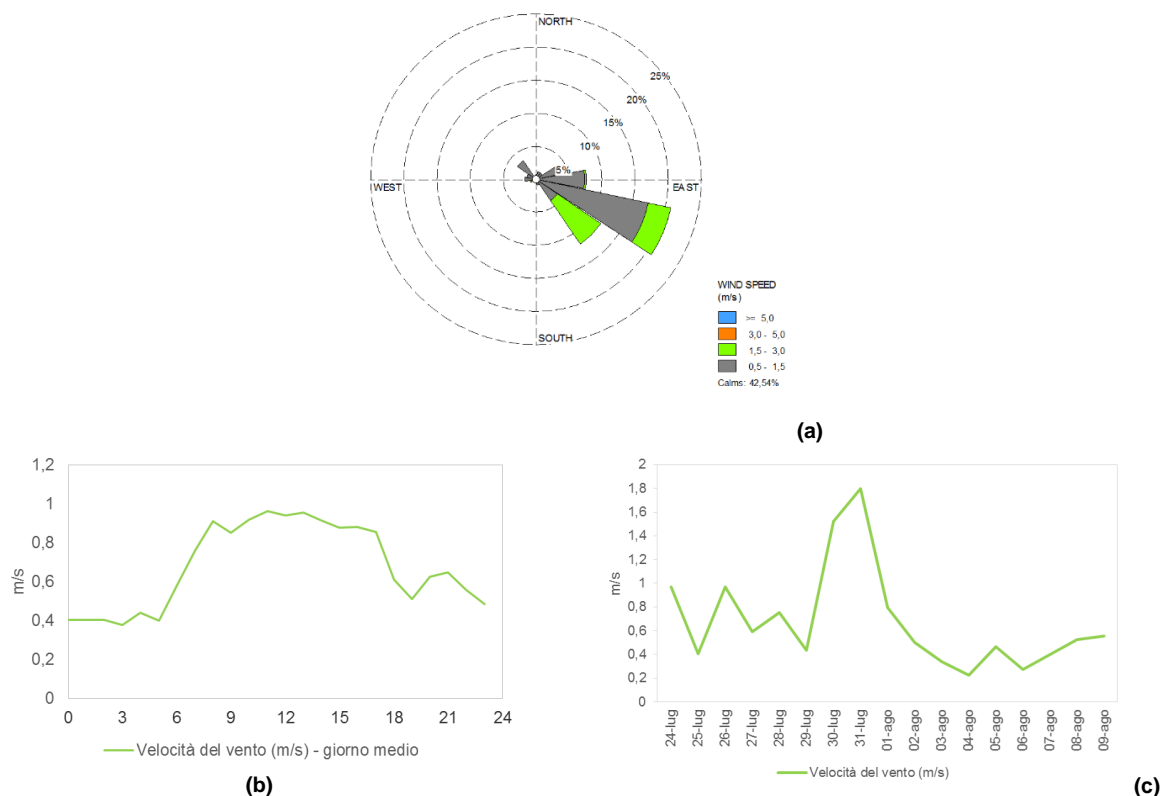 NORTH
25%
20%
15%
10%
5%
WEST
EAST
SOUTH
WIND SPEED
(m/s)
>= 5,0
3,0 - 5,0
1,5 - 3,0
0,5 - 1,5
Calms: 42,54%
(a)
1,2
1
0,8
0,6
0,4
0,2
0
m/s
0 3 6 9 12 15 18 21 24
Velocità del vento (m/s) - giorno medio
(b)
2
1,8
1,6
1,4
1,2
1
0,8
0,6
0,4
0,2
0
m/s
24-lug
25-lug
26-lug
27-lug
28-lug
29-lug
30-lug
31-lug
01-ago
02-ago
03-ago
04-ago
05-ago
06-ago
07-ago
08-ago
09-ago
Velocità del vento (m/s)
(c)